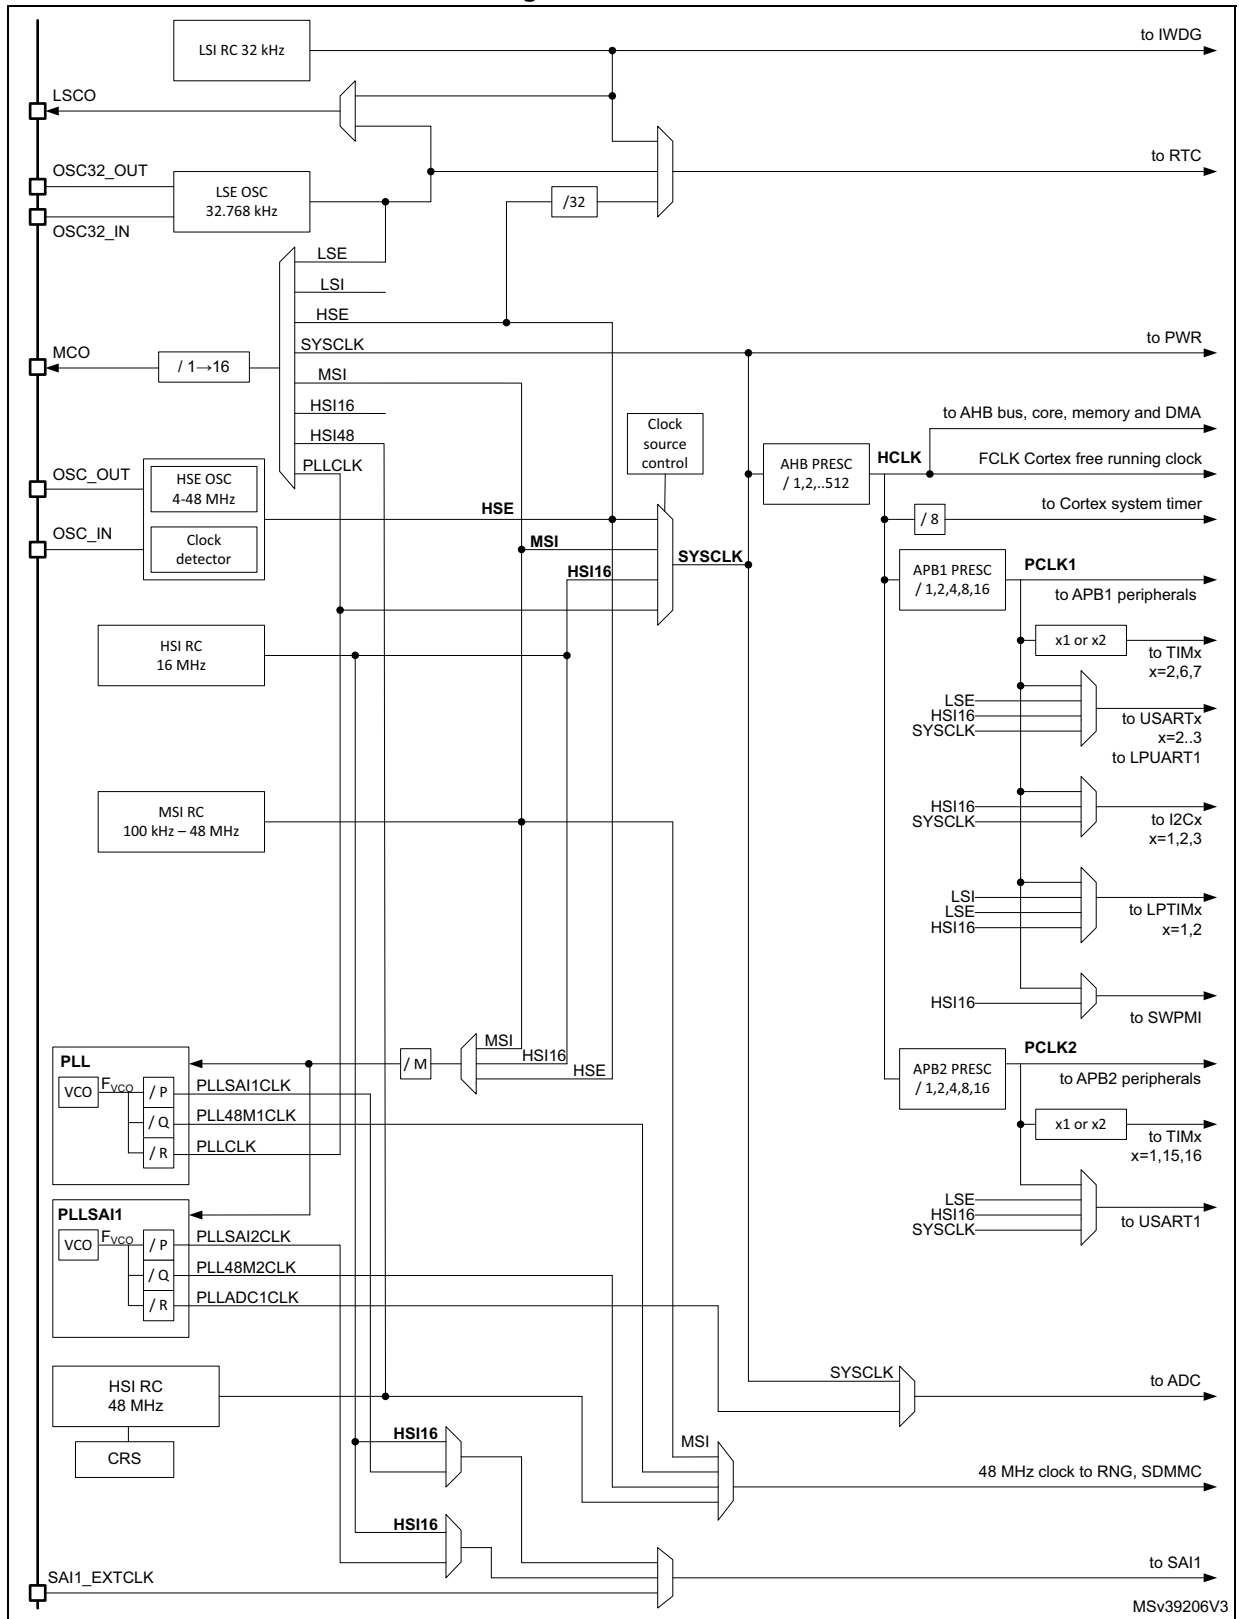 LSI RC 32 kHz
to IWDG
LSCO
OSC32_OUT
to RTC
LSE OSC
32.768 kHz
/32
OSC32_IN
LSE
LSI
HSE
SYSCLK
to PWR
MCO
/ 1→16
MSI
HSI16
HSI48
PLLCLK
Clock
source
control
to AHB bus, core, memory and DMA
OSC_OUT
HSE OSC
4-48 MHz
AHB PRESC
/ 1,2,..512
HCLK
FCLK Cortex free running clock
HSE
/ 8
to Cortex system timer
OSC_IN
Clock
detector
MSI
SYSCLK
HSI16
APB1 PRESC
/ 1,2,4,8,16
PCLK1
to APB1 peripherals
HSI RC
16 MHz
x1 or x2
to TIMx
x=2,6,7
LSE
HSI16
SYSCLK
to USARTx
x=2..3
to LPUART1
MSI RC
100 kHz – 48 MHz
HSI16
SYSCLK
to I2Cx
x=1,2,3
LSI
LSE
HSI16
to LPTIMx
x=1,2
HSI16
to SWPMI
MSI
HSI16
HSE
/ M
PLL
VCO
FVCO
/ P
PLLSAI1CLK
/ Q
PLL48M1CLK
/ R
PLLCLK
APB2 PRESC
/ 1,2,4,8,16
PCLK2
to APB2 peripherals
x1 or x2
to TIMx
x=1,15,16
PLLSAI1
VCO
FVCO
/ P
PLLSAI2CLK
/ Q
PLL48M2CLK
/ R
PLLADC1CLK
LSE
HSI16
SYSCLK
to USART1
HSI RC
48 MHz
SYSCLK
to ADC
CRS
HSI16
MSI
48 MHz clock to RNG, SDMMC
HSI16
SAI1_EXTCLK
to SAI1
MSv39206V3